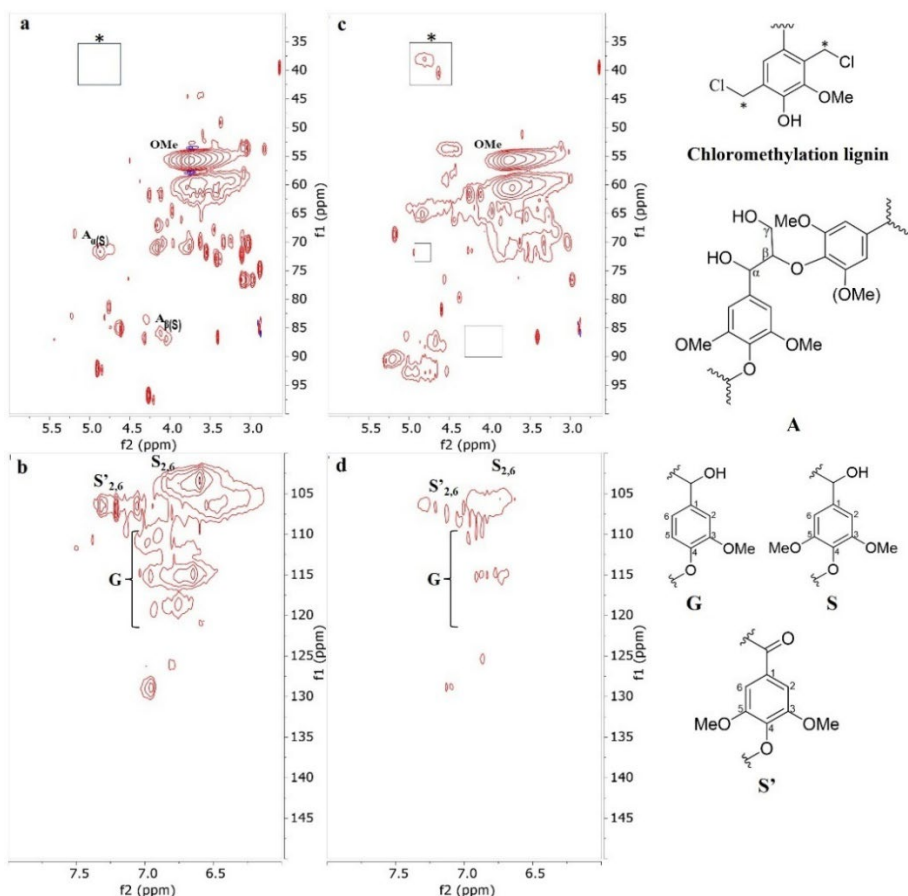 a
*
35
40
45
50
OMe
55
60
65
70
Aα(S)
75
80
Aβ(S)
85
90
95
f1 (ppm)
5.5 5.0 4.5 4.0 3.5 3.0
f2 (ppm)
c
*
35
40
45
50
OMe
55
60
65
70
75
80
85
90
95
f1 (ppm)
5.5 5.0 4.5 4.0 3.5 3.0
f2 (ppm)
b
S2,6
S'2,6
105
110
G
115
120
125
130
135
140
145
f1 (ppm)
7.5 7.0 6.5
f2 (ppm)
d
S2,6
S'2,6
105
110
G
115
120
125
130
135
140
145
f1 (ppm)
7.5 7.0 6.5
f2 (ppm)
*
Cl
Cl
*
OMe
OH
Chloromethylation lignin
HO
MeO
γ
HO
β
α
O
(OMe)
OMe
OMe
O
A
OH
1
6
2
5
3
4
OMe
O
G
OH
1
6
2
5
3
MeO
4
OMe
O
S
O
1
6
2
5
3
MeO
4
OMe
O
S'